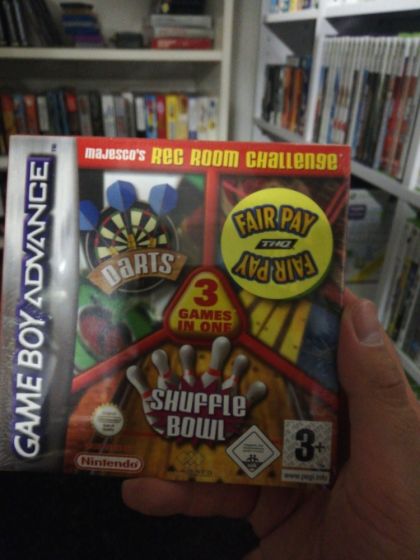 MAJESCO'S REC ROOM CHALLENGE
GAME BOY ADVANCE
DARTS
FAIR PAY
THQ
FAIR PAY
3
GAMES
IN ONE
SHUFFLE
BOWL
Nintendo
3+
www.pegi.info